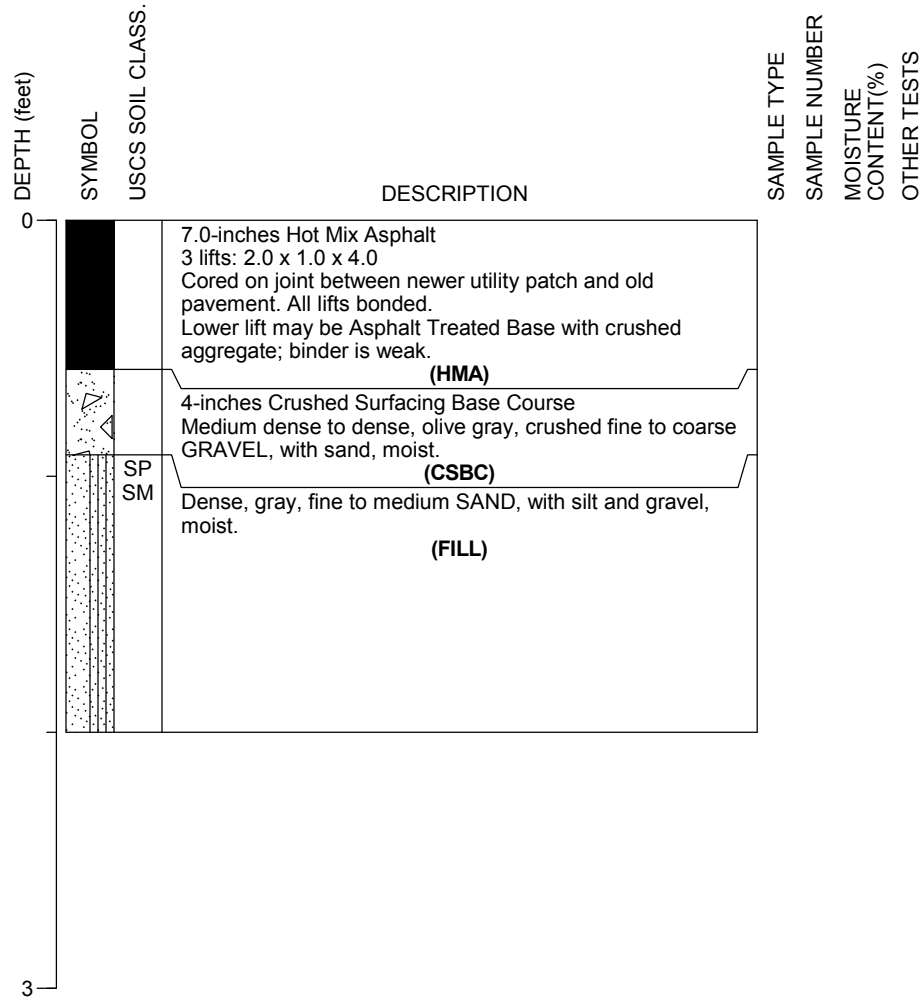 DEPTH (feet)
SYMBOL
USCS SOIL CLASS.
DESCRIPTION
SAMPLE TYPE
SAMPLE NUMBER
MOISTURE
CONTENT(%)
OTHER TESTS
0
7.0-inches Hot Mix Asphalt
3 lifts: 2.0 x 1.0 x 4.0
Cored on joint between newer utility patch and old
pavement. All lifts bonded.
Lower lift may be Asphalt Treated Base with crushed
aggregate; binder is weak.
(HMA)
4-inches Crushed Surfacing Base Course
Medium dense to dense, olive gray, crushed fine to coarse
GRAVEL, with sand, moist.
(CSBC)
SP
SM
Dense, gray, fine to medium SAND, with silt and gravel,
moist.
(FILL)
3